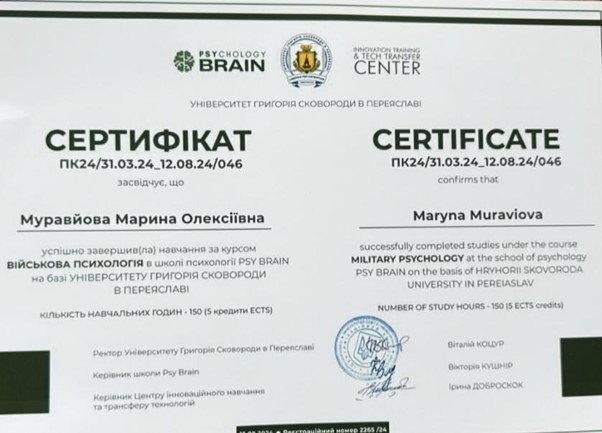 PSYCHOLOGY
BRAIN
INNOVATION TRAINING
& TECH TRANSFER
CENTER
УНІВЕРСИТЕТ ГРИГОРІЯ СКОВОРОДИ В ПЕРЕЯСЛАВІ
СЕРТИФІКАТ
ПК24/31.03.24_12.08.24/046
засвідчує, що
Муравйова Марина Олексіївна
успішно завершив(ла) навчання за курсом
ВІЙСЬКОВА ПСИХОЛОГІЯ в школі психології PSY BRAIN
на базі УНІВЕРСИТЕТУ ГРИГОРІЯ СКОВОРОДИ
В ПЕРЕЯСЛАВІ
КІЛЬКІСТЬ НАВЧАЛЬНИХ ГОДИН - 150 (5 кредити ECTS)
CERTIFICATE
ПК24/31.03.24_12.08.24/046
confirms that
Maryna Muraviova
successfully completed studies under the course
MILITARY PSYCHOLOGY at the school of psychology
PSY BRAIN on the basis of HRYHORII SKOVORODA
UNIVERSITY IN PEREIASLAV
NUMBER OF STUDY HOURS - 150 (5 ECTS credits)
Ректор Університету Григорія Сковороди в Переяславі
Віталій КОЦУР
Керівник школи Psy Brain
Вікторія КУШНІР
Керівник Центру інноваційного навчання
та трансферу технологій
Ірина ДОБРОСКОК
Реєстраційний номер 2265 /24